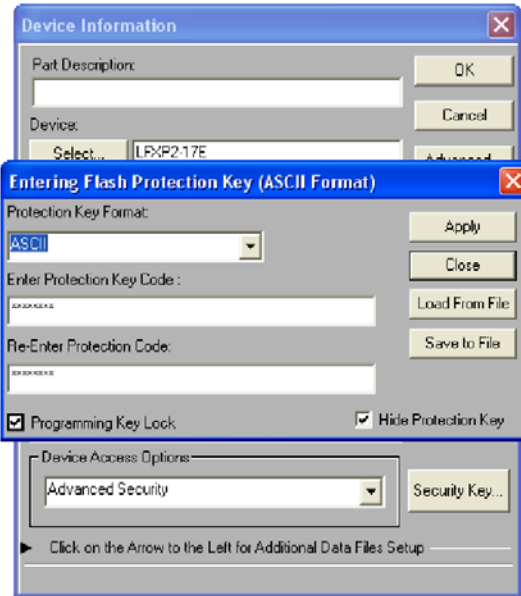 Device Information
Part Description:
OK
Cancel
Device:
Select...
LFXP2-17E
Advanced...
Entering Flash Protection Key (ASCII Format)
Protection Key Format:
ASCII
Apply
Close
Enter Protection Key Code :
xxxxxxxx
Load From File
Re-Enter Protection Code:
Save to File
xxxxxxxx
Programming Key Lock
Hide Protection Key
Device Access Options
Advanced Security
Security Key...
Click on the Arrow to the Left for Additional Data Files Setup